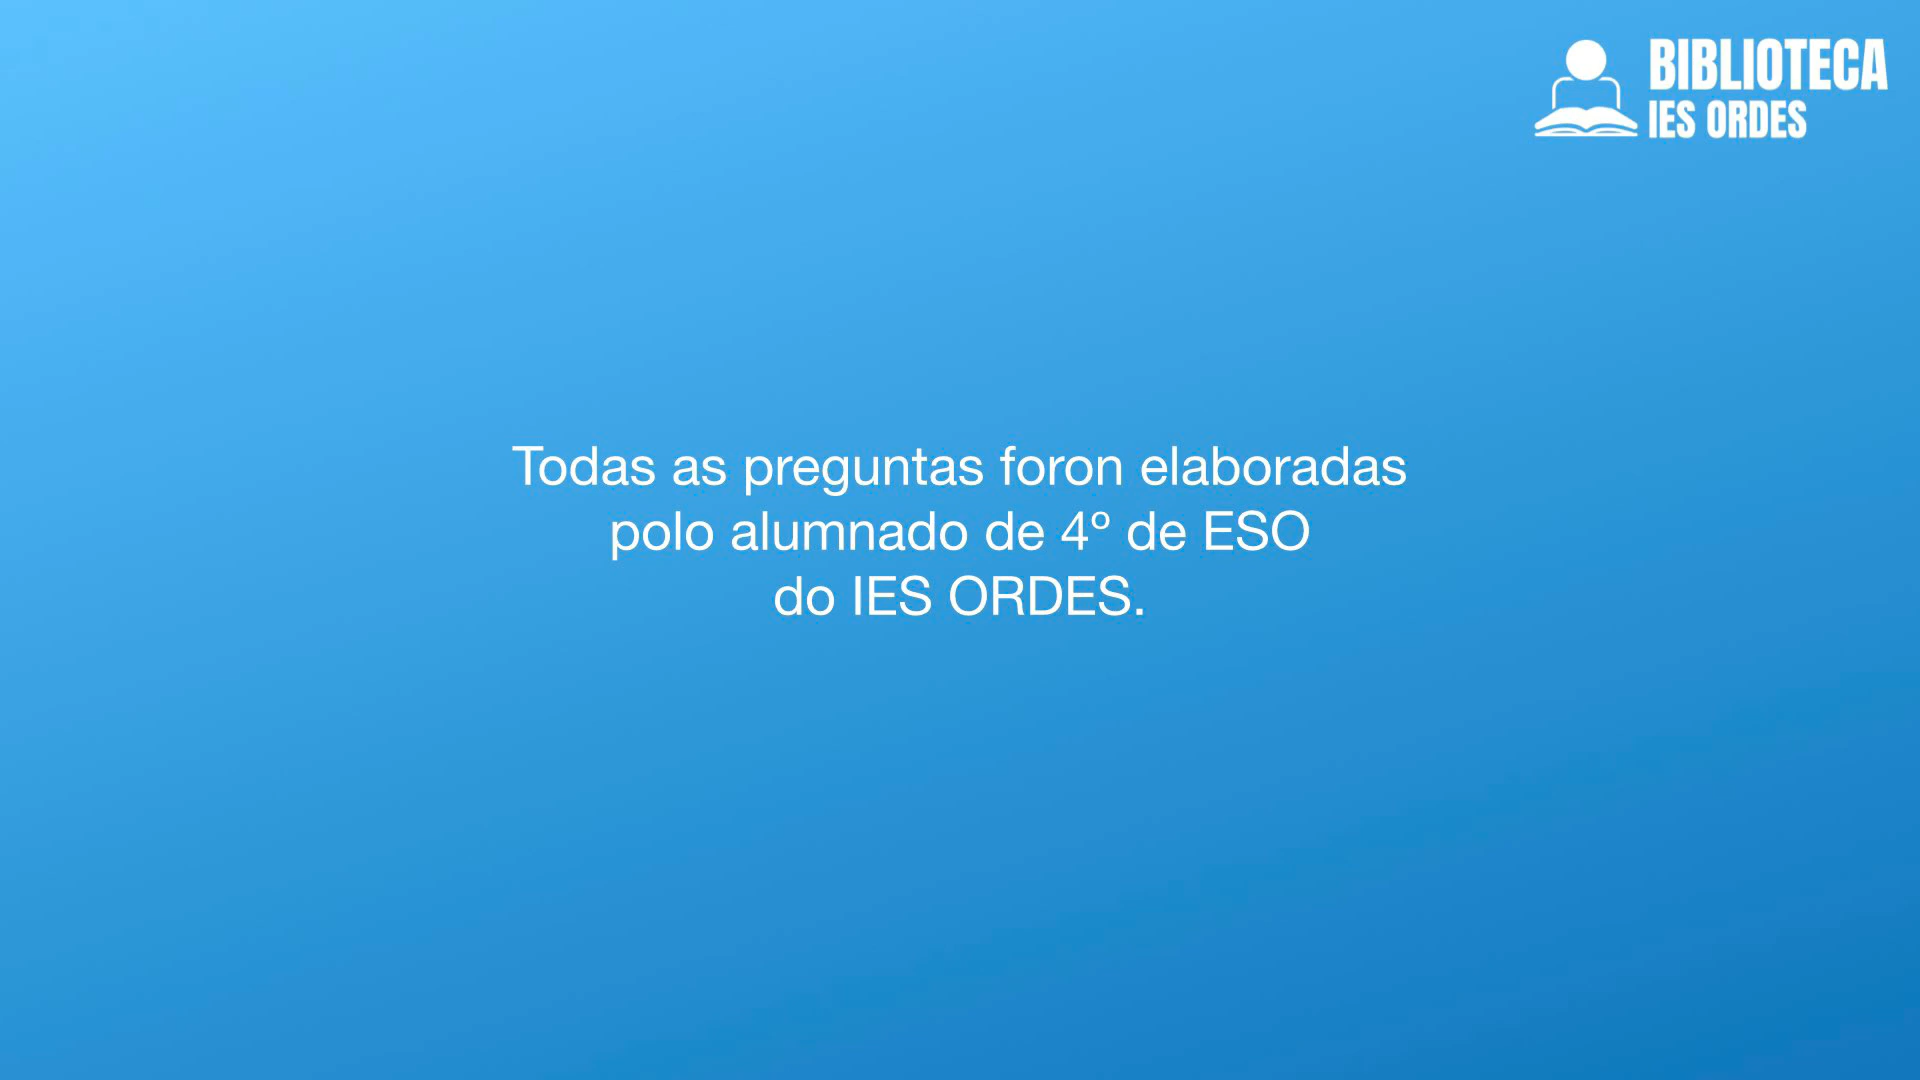 BIBLIOTECA
IES ORDES
Todas as preguntas foron elaboradas
polo alumnado de 4º de ESO
do IES ORDES.